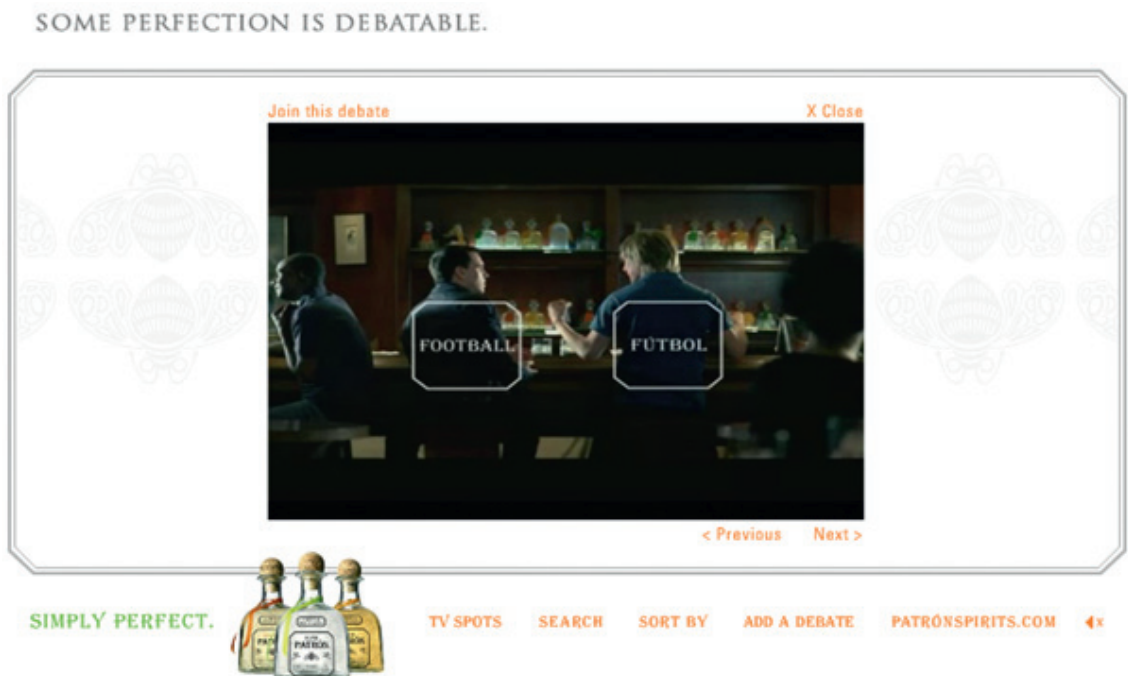 SOME PERFECTION IS DEBATABLE.
Join this debate
X Close
FOOTBALL
FÚTBOL
< Previous
Next >
SIMPLY PERFECT.
PATRÓN
TV SPOTS
SEARCH
SORT BY
ADD A DEBATE
PATRÓNSPIRITS.COM
x